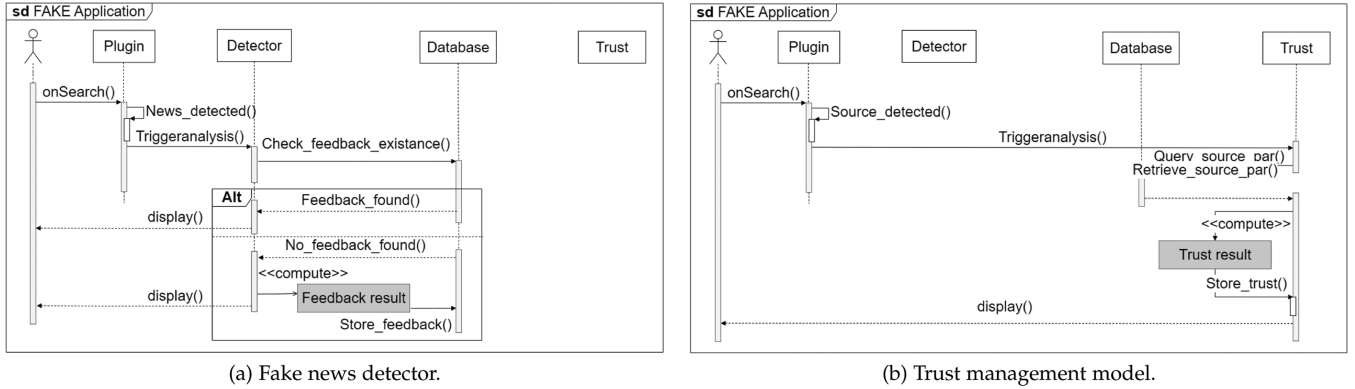 sd FAKE Application
Plugin
Detector
Database
Trust
onSearch()
News_detected()
Triggeranalysis()
Check_feedback_existance()
Alt
Feedback_found()
display()
No_feedback_found()
<<compute>>
display()
Feedback result
Store_feedback()
(a) Fake news detector.
sd FAKE Application
Plugin
Detector
Database
Trust
onSearch()
Source_detected()
Triggeranalysis()
Query_source_par()
Retrieve_source_par()
<<compute>>
Trust result
Store_trust()
display()
(b) Trust management model.